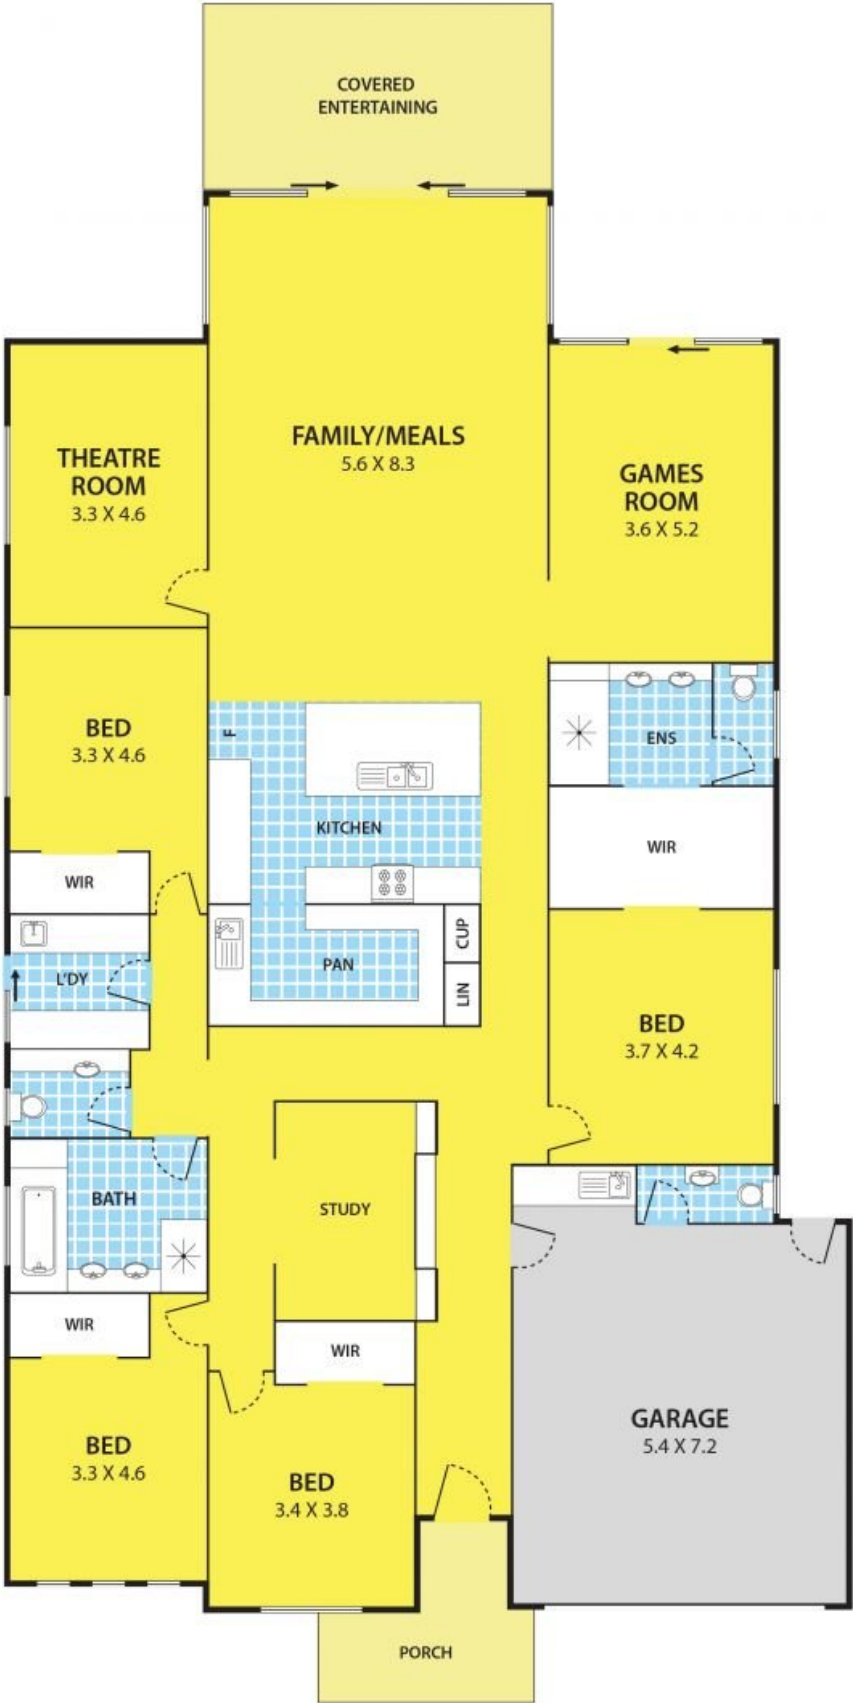 COVERED
ENTERTAINING
FAMILY/MEALS
5.6 X 8.3
THEATRE
ROOM
3.3 X 4.6
GAMES
ROOM
3.6 X 5.2
BED
3.3 X 4.6
F
ENS
KITCHEN
WIR
WIR
CUP
PAN
L'DY
LIN
BED
3.7 X 4.2
BATH
STUDY
WIR
WIR
GARAGE
5.4 X 7.2
BED
3.3 X 4.6
BED
3.4 X 3.8
PORCH